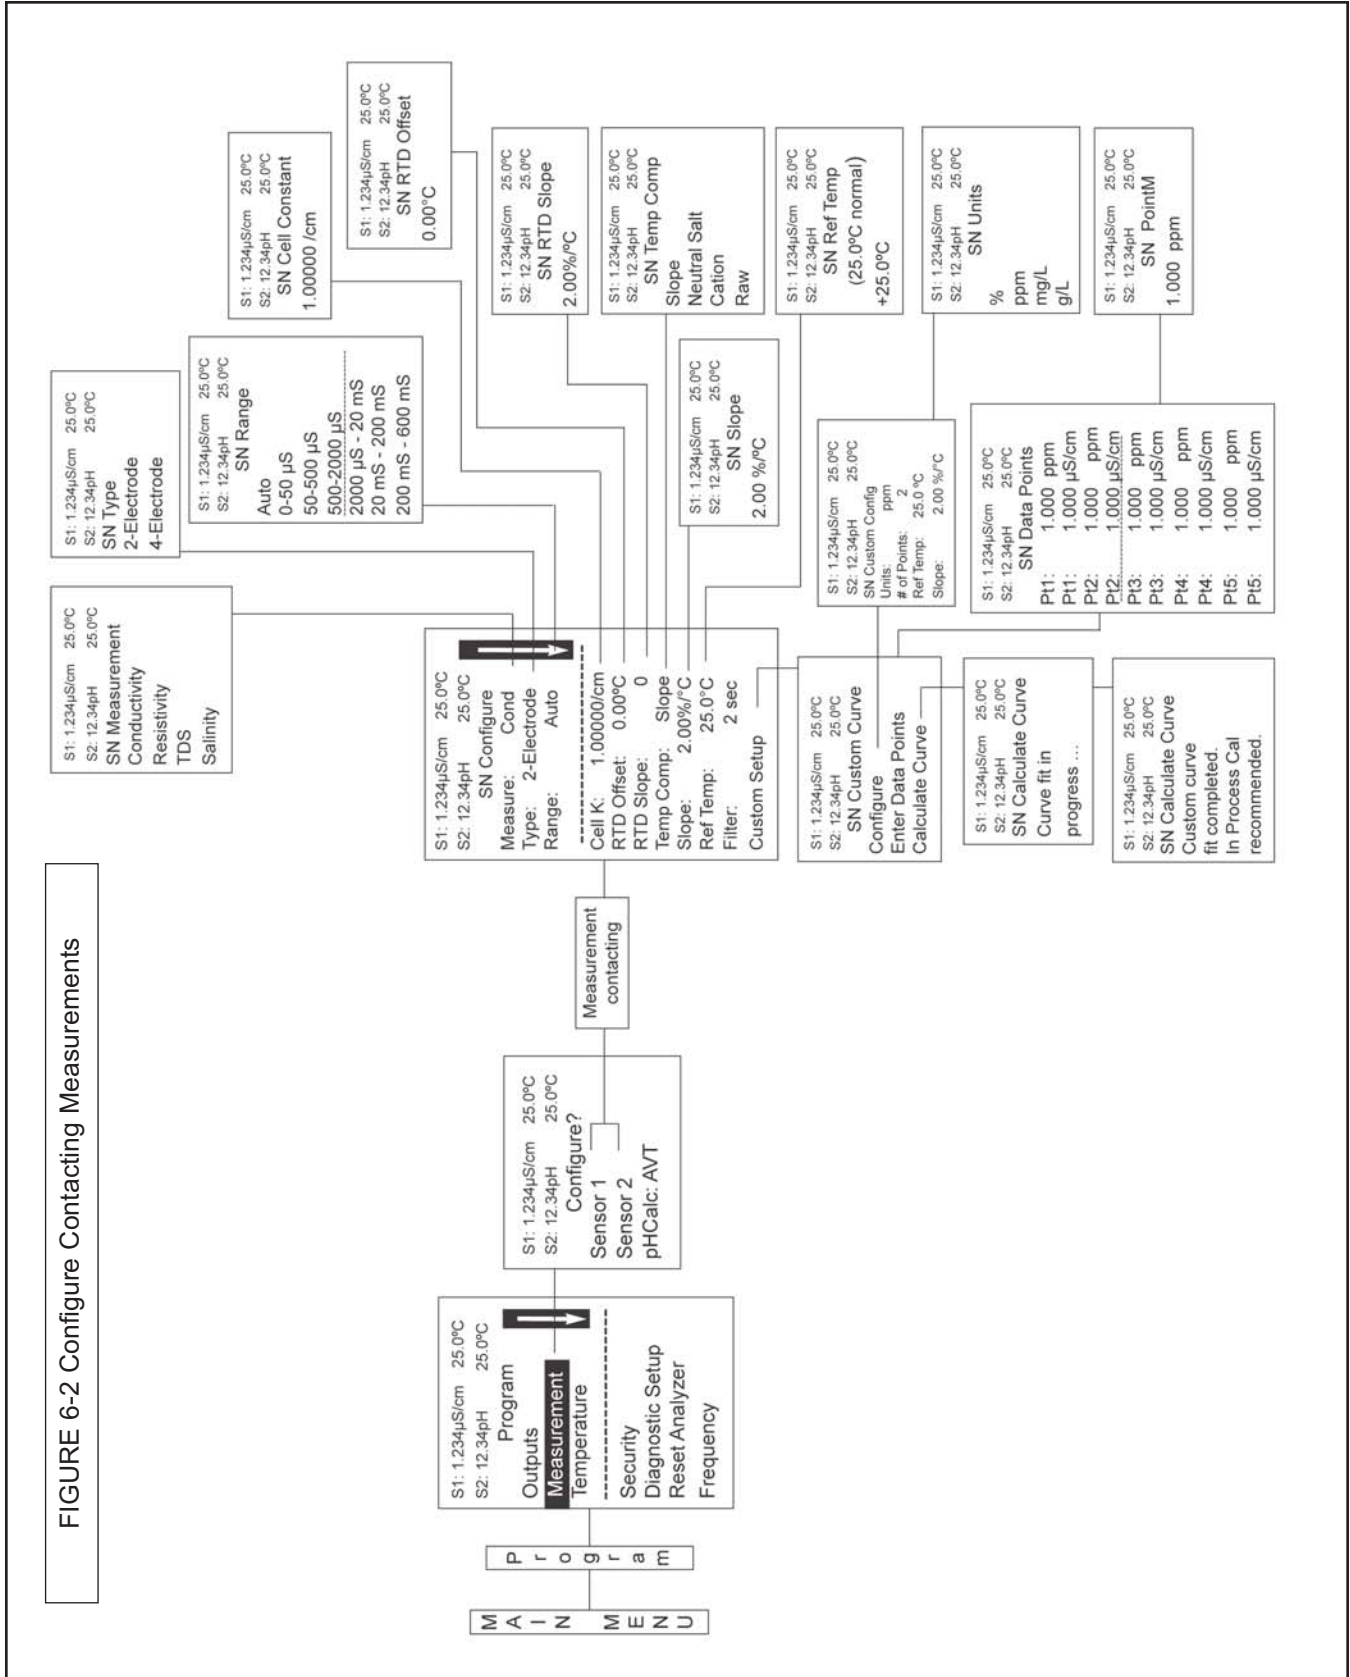 FIGURE 6-2 Configure Contacting Measurements
MAIN MENU
Program
S1: 1.234µS/cm 25.0ºC
S2: 12.34pH 25.0ºC
Program
Outputs
Measurement
Temperature
Security
Diagnostic Setup
Reset Analyzer
Frequency
S1: 1.234µS/cm 25.0ºC
S2: 12.34pH 25.0ºC
Configure?
Sensor 1
Sensor 2
pHCalc: AVT
Measurement
contacting
S1: 1.234µS/cm 25.0ºC
S2: 12.34pH 25.0ºC
SN Configure
Measure: Cond
Type: 2-Electrode
Range: Auto
Cell K: 1.00000/cm
RTD Offset: 0.00ºC
RTD Slope: 0
Temp Comp: Slope
Slope: 2.00%/°C
Ref Temp: 25.0°C
Filter: 2 sec
Custom Setup
S1: 1.234µS/cm 25.0ºC
S2: 12.34pH 25.0ºC
SN Measurement
Conductivity
Resistivity
TDS
Salinity
S1: 1.234µS/cm 25.0ºC
S2: 12.34pH 25.0ºC
SN Type
2-Electrode
4-Electrode
S1: 1.234µS/cm 25.0ºC
S2: 12.34pH 25.0ºC
SN Range
Auto
0-50 µS
50-500 µS
500-2000 µS
2000 µS - 20 mS
20 mS - 200 mS
200 mS - 600 mS
S1: 1.234µS/cm 25.0ºC
S2: 12.34pH 25.0ºC
SN Cell Constant
1.00000 /cm
S1: 1.234µS/cm 25.0ºC
S2: 12.34pH 25.0ºC
SN RTD Offset
0.00°C
S1: 1.234µS/cm 25.0ºC
S2: 12.34pH 25.0ºC
SN RTD Slope
2.00%/ºC
S1: 1.234µS/cm 25.0ºC
S2: 12.34pH 25.0ºC
SN Temp Comp
Slope
Neutral Salt
Cation
Raw
S1: 1.234µS/cm 25.0ºC
S2: 12.34pH 25.0ºC
SN Slope
2.00 %/ºC
S1: 1.234µS/cm 25.0ºC
S2: 12.34pH 25.0ºC
SN Ref Temp
(25.0ºC normal)
+25.0ºC
S1: 1.234µS/cm 25.0ºC
S2: 12.34pH 25.0ºC
SN Custom Curve
Configure
Enter Data Points
Calculate Curve
S1: 1.234µS/cm 25.0ºC
S2: 12.34pH 25.0ºC
SN Custom Config
Units: ppm
# of Points: 2
Ref Temp: 25.0 ºC
Slope: 2.00 %/°C
S1: 1.234µS/cm 25.0ºC
S2: 12.34pH 25.0ºC
SN Units
%
ppm
mg/L
g/L
S1: 1.234µS/cm 25.0ºC
S2: 12.34pH 25.0ºC
SN Data Points
Pt1: 1.000 ppm
Pt1: 1.000 µS/cm
Pt2: 1.000 ppm
Pt2: 1.000 µS/cm
Pt3: 1.000 ppm
Pt3: 1.000 µS/cm
Pt4: 1.000 ppm
Pt4: 1.000 µS/cm
Pt5: 1.000 ppm
Pt5: 1.000 µS/cm
S1: 1.234µS/cm 25.0ºC
S2: 12.34pH 25.0ºC
SN PointM
1.000 ppm
S1: 1.234µS/cm 25.0ºC
S2: 12.34pH 25.0ºC
SN Calculate Curve
Curve fit in
progress ...
S1: 1.234µS/cm 25.0ºC
S2: 12.34pH 25.0ºC
SN Calculate Curve
Custom curve
fit completed.
In Process Cal
recommended.